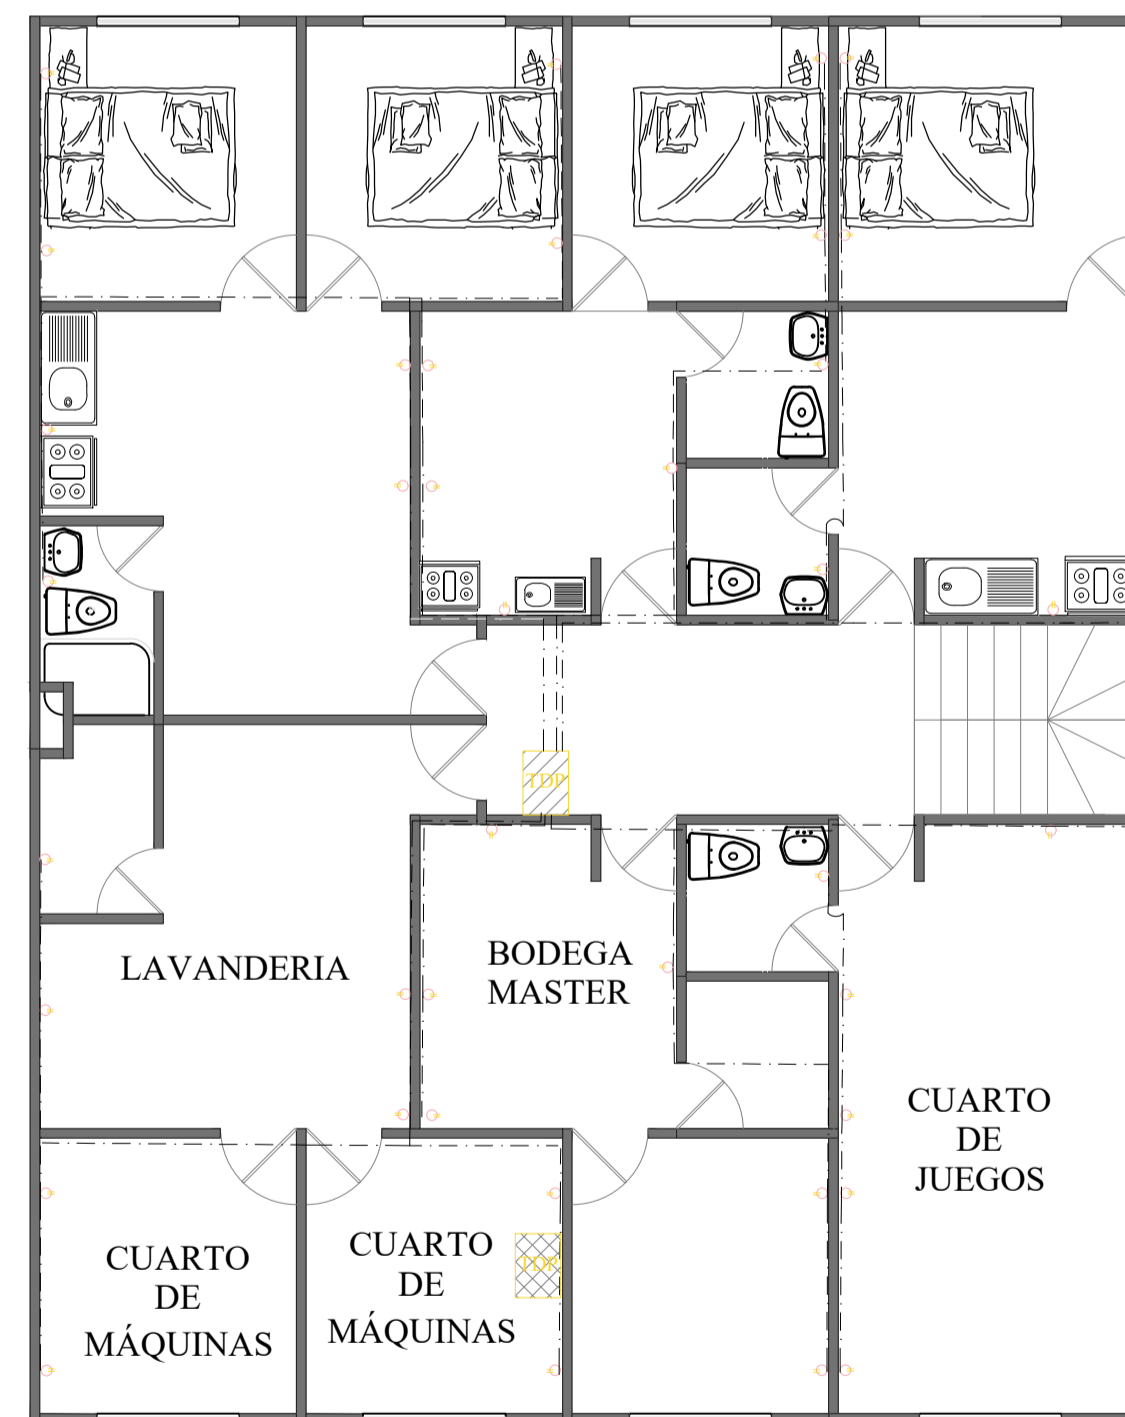 TDP
LAVANDERIA
BODEGA
MASTER
CUARTO
DE
JUEGOS
CUARTO
DE
MÁQUINAS
CUARTO
DE
MÁQUINAS
TDP